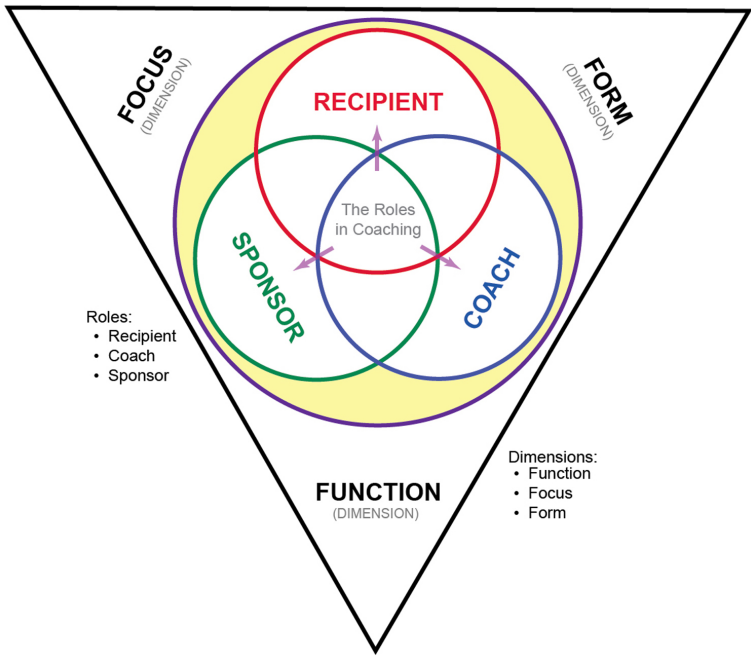 FOCUS
(DIMENSION)
FORM
(DIMENSION)
RECIPIENT
The Roles
in Coaching
SPONSOR
COACH
Roles:
• Recipient
• Coach
• Sponsor
FUNCTION
(DIMENSION)
Dimensions:
• Function
• Focus
• Form